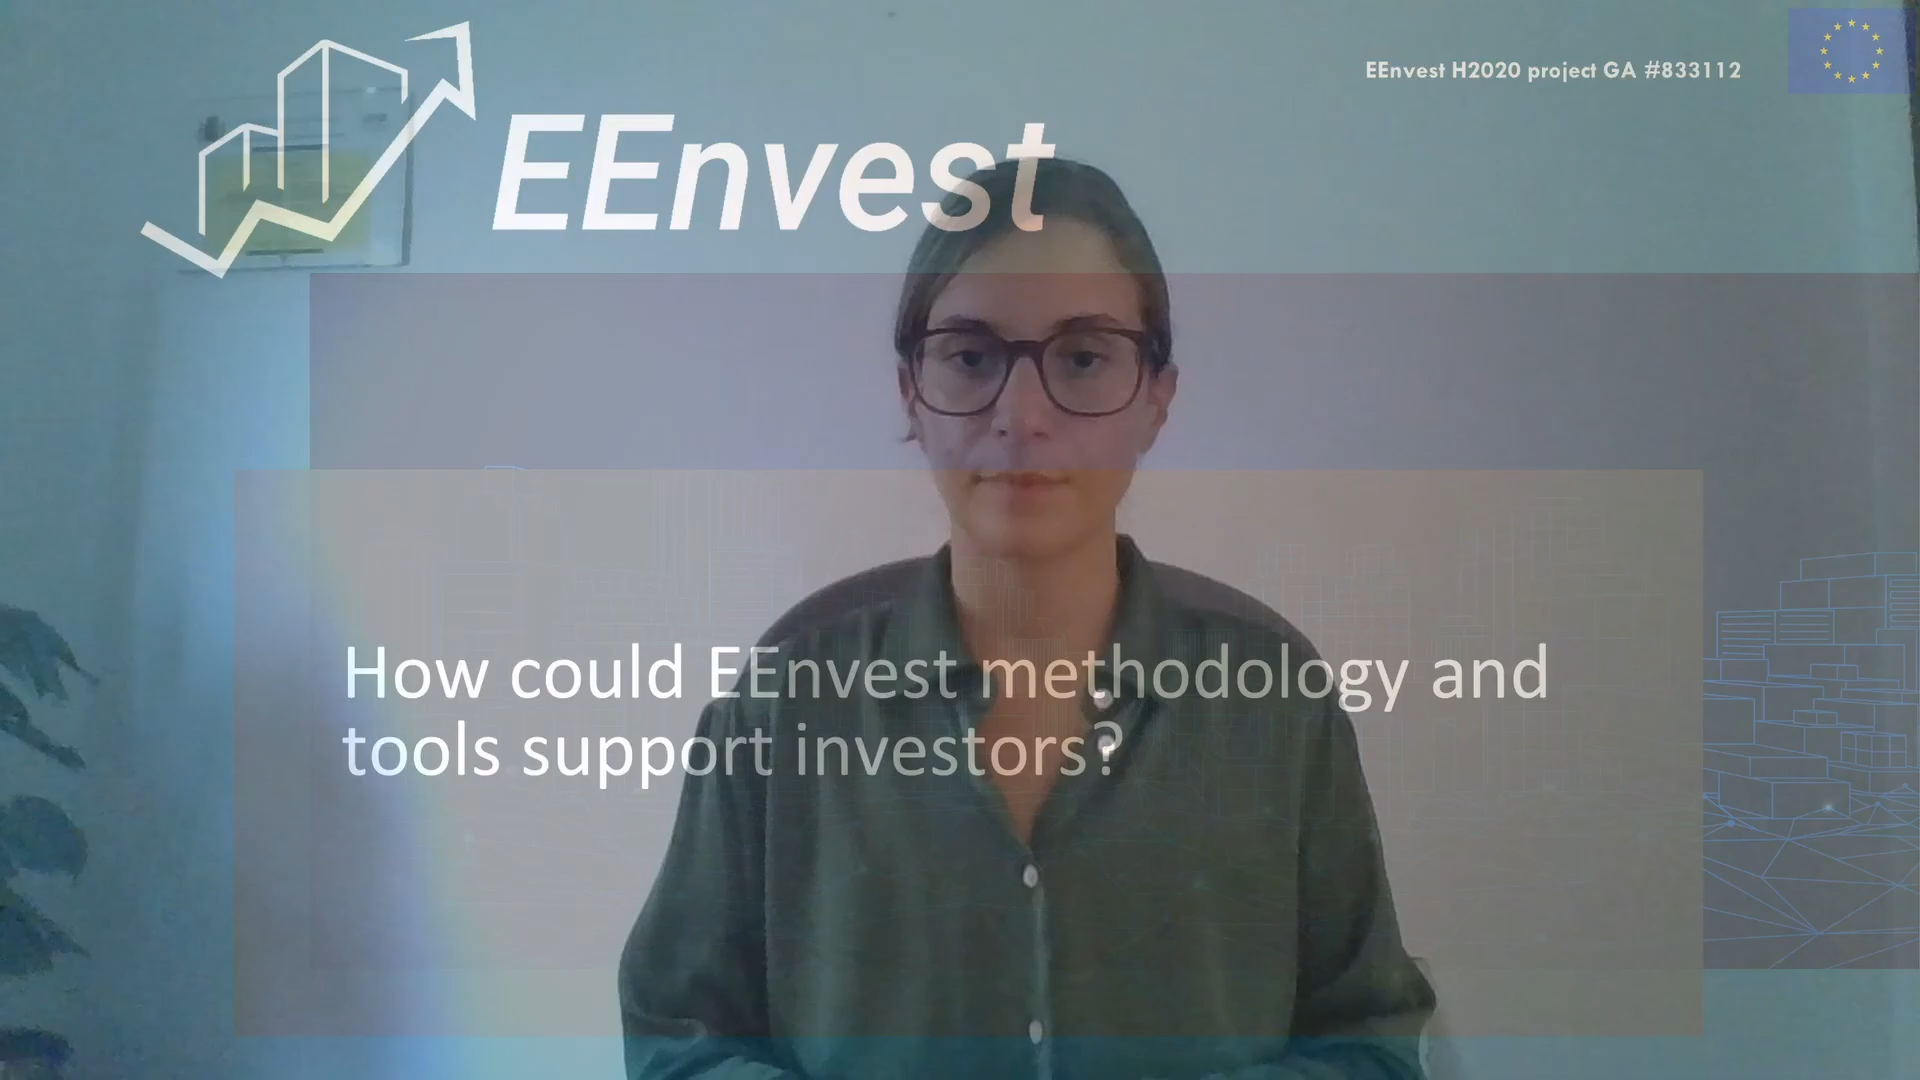 EEnvest H2020 project GA #833112
EEnvest
How could EEnvest methodology and
tools support investors?